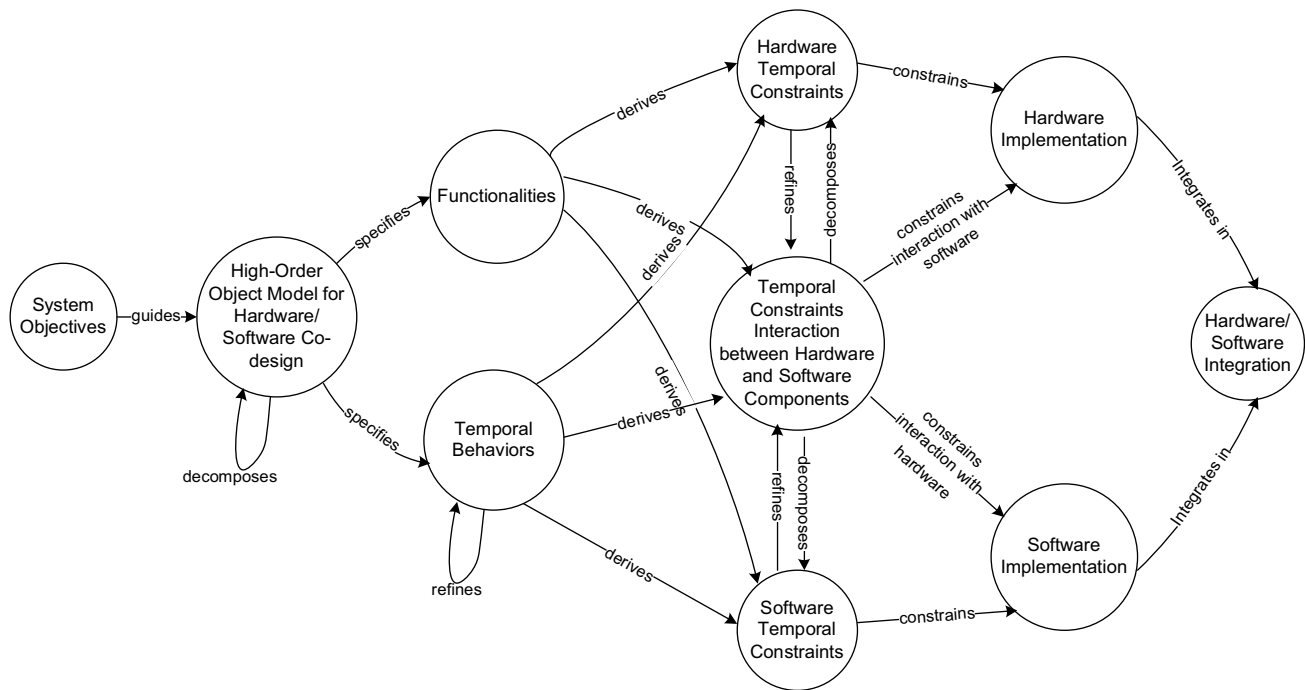 System
Objectives
guides
High-Order
Object Model for
Hardware/
Software Co-
design
decomposes
specifies
specifies
Functionalities
Temporal
Behaviors
refines
derives
derives
derives
derives
derives
derives
Hardware
Temporal
Constraints
refines
decomposes
Temporal
Constraints
Interaction
between Hardware
and Software
Components
refines
decomposes
Software
Temporal
Constraints
constrains
constrains
interaction with
software
constrains
interaction with
hardware
constrains
Hardware
Implementation
Software
Implementation
Integrates in
Integrates in
Hardware/
Software
Integration